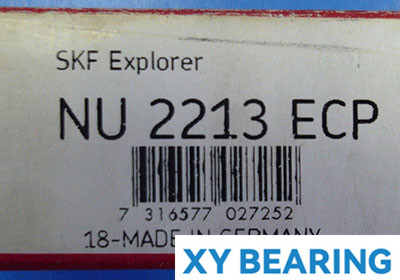 SKF Explorer
NU 2213 ECP
7 316577 027252
18-MADE IN GERMANY
XY BEARING